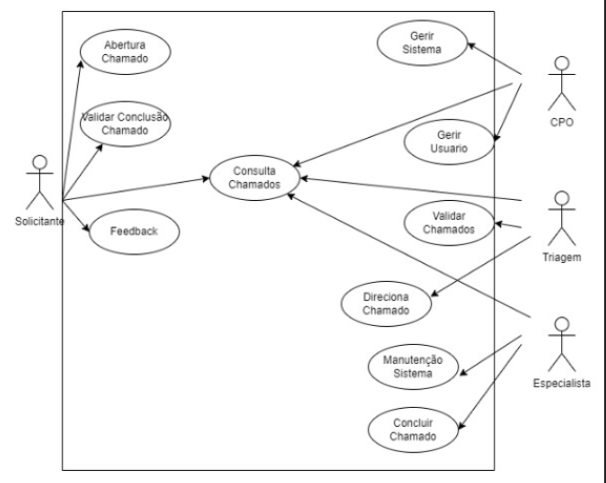 Abertura
Chamado
Validar Conclusão
Chamado
Solicitante
Feedback
Consulta
Chamados
Gerir
Sistema
Gerir
Usuario
CPO
Validar
Chamados
Triagem
Direciona
Chamado
Manutenção
Sistema
Especialista
Concluir
Chamado